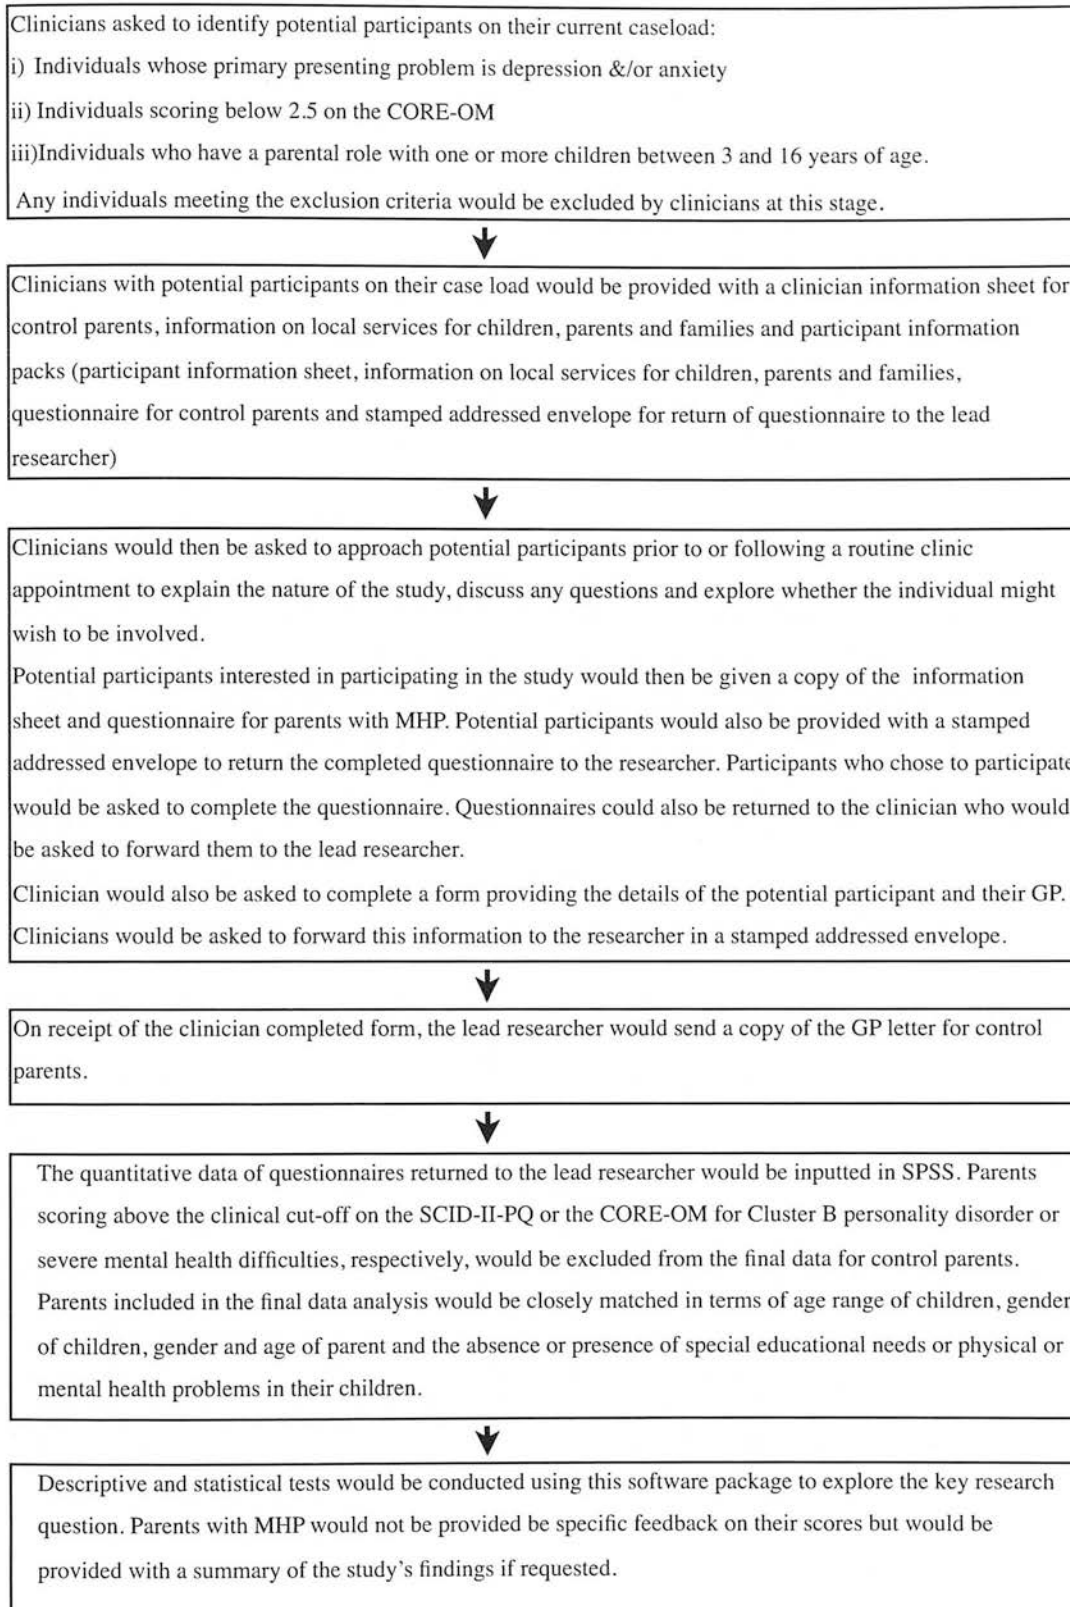 Clinicians asked to identify potential participants on their current caseload:
i) Individuals whose primary presenting problem is depression &/or anxiety
ii) Individuals scoring below 2.5 on the CORE-OM
iii)Individuals who have a parental role with one or more children between 3 and 16 years of age.
Any individuals meeting the exclusion criteria would be excluded by clinicians at this stage.
Clinicians with potential participants on their case load would be provided with a clinician information sheet for
control parents, information on local services for children, parents and families and participant information
packs (participant information sheet, information on local services for children, parents and families,
questionnaire for control parents and stamped addressed envelope for return of questionnaire to the lead
researcher)
Clinicians would then be asked to approach potential participants prior to or following a routine clinic
appointment to explain the nature of the study, discuss any questions and explore whether the individual might
wish to be involved.
Potential participants interested in participating in the study would then be given a copy of the information
sheet and questionnaire for parents with MHP. Potential participants would also be provided with a stamped
addressed envelope to return the completed questionnaire to the researcher. Participants who chose to participate
would be asked to complete the questionnaire. Questionnaires could also be returned to the clinician who would
be asked to forward them to the lead researcher.
Clinician would also be asked to complete a form providing the details of the potential participant and their GP.
Clinicians would be asked to forward this information to the researcher in a stamped addressed envelope.
On receipt of the clinician completed form, the lead researcher would send a copy of the GP letter for control
parents.
The quantitative data of questionnaires returned to the lead researcher would be inputted in SPSS. Parents
scoring above the clinical cut-off on the SCID-II-PQ or the CORE-OM for Cluster B personality disorder or
severe mental health difficulties, respectively, would be excluded from the final data for control parents.
Parents included in the final data analysis would be closely matched in terms of age range of children, gender
of children, gender and age of parent and the absence or presence of special educational needs or physical or
mental health problems in their children.
Descriptive and statistical tests would be conducted using this software package to explore the key research
question. Parents with MHP would not be provided be specific feedback on their scores but would be
provided with a summary of the study's findings if requested.